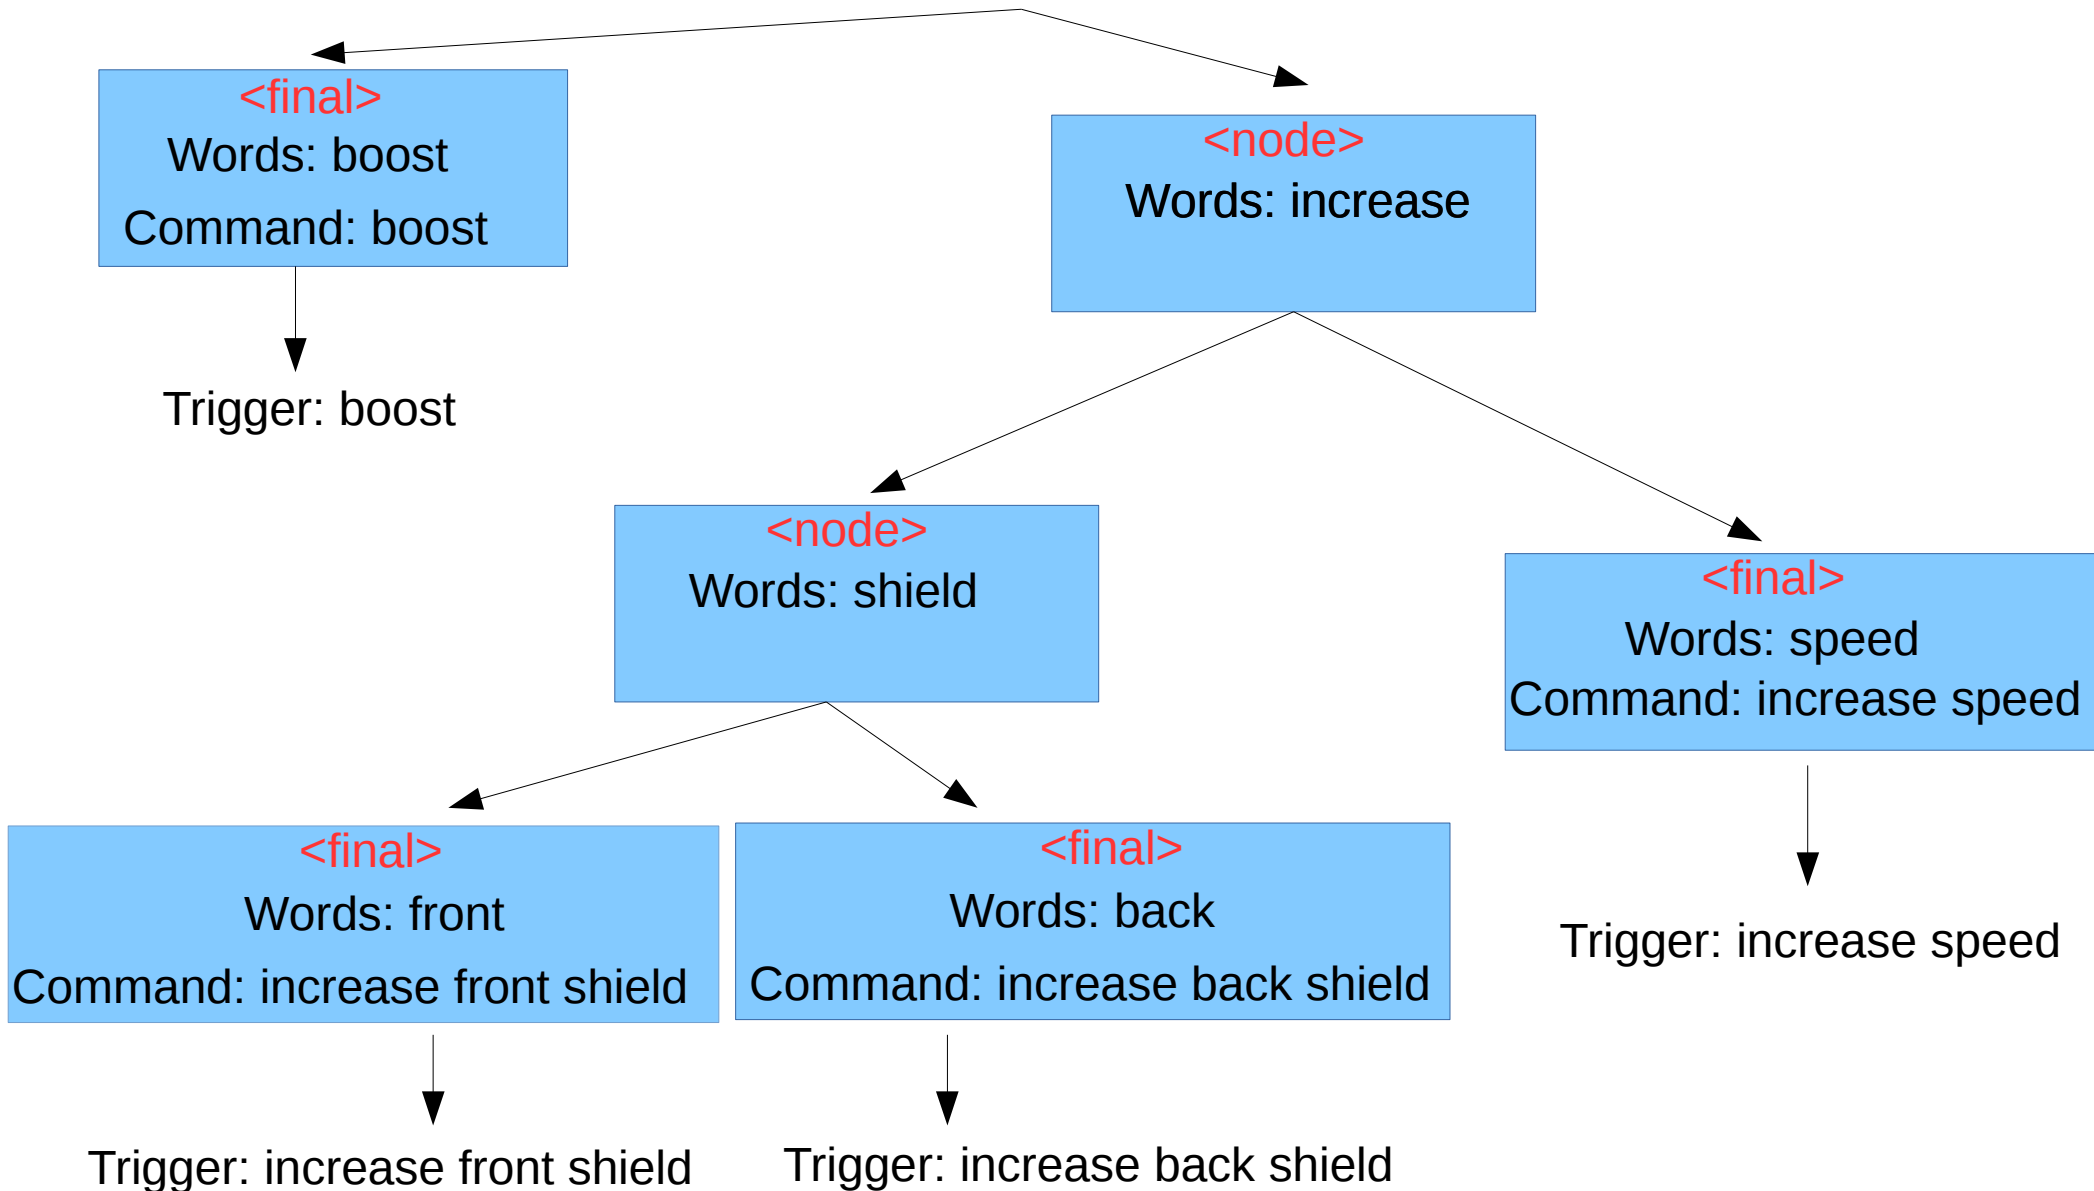 <final>
Words: boost
Command: boost
Trigger: boost
<node>
Words: increase
<node>
Words: shield
<final>
Words: speed
Command: increase speed
Trigger: increase speed
<final>
Words: front
Command: increase front shield
Trigger: increase front shield
<final>
Words: back
Command: increase back shield
Trigger: increase back shield